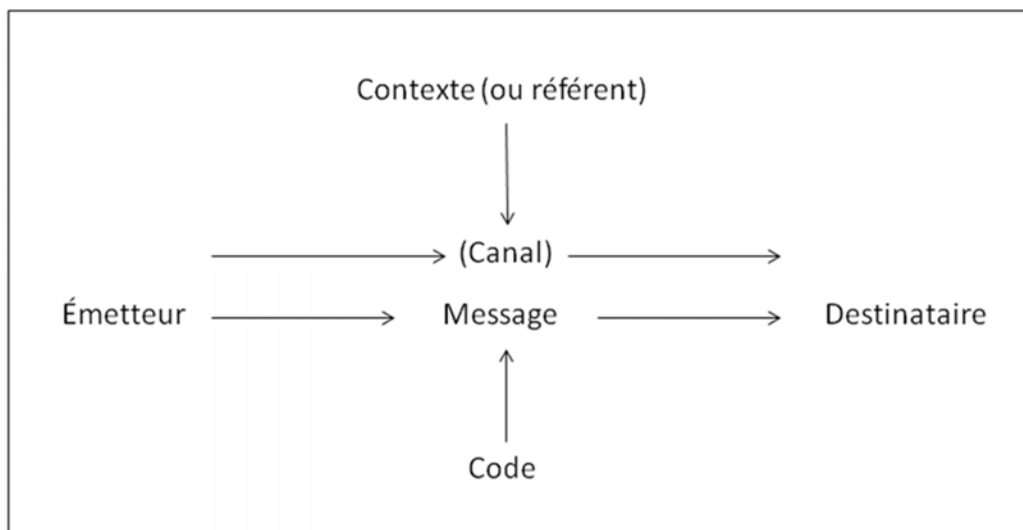 Contexte (ou référent)
(Canal)
Émetteur
Message
Destinataire
Code